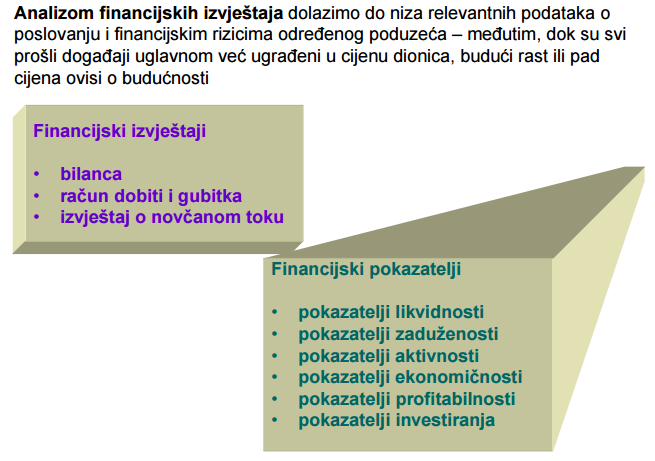 Analizom financijskih izvještaja dolazimo do niza relevantnih podataka o
poslovanju i financijskim rizicima određenog poduzeća – međutim, dok su svi
prošli događaji uglavnom već ugrađeni u cijenu dionica, budući rast ili pad
cijena ovisi o budućnosti
Financijski izvještaji
• bilanca
• račun dobiti i gubitka
• izvještaj o novčanom toku
Financijski pokazatelji
• pokazatelji likvidnosti
• pokazatelji zaduženosti
• pokazatelji aktivnosti
• pokazatelji ekonomičnosti
• pokazatelji profitabilnosti
• pokazatelji investiranja